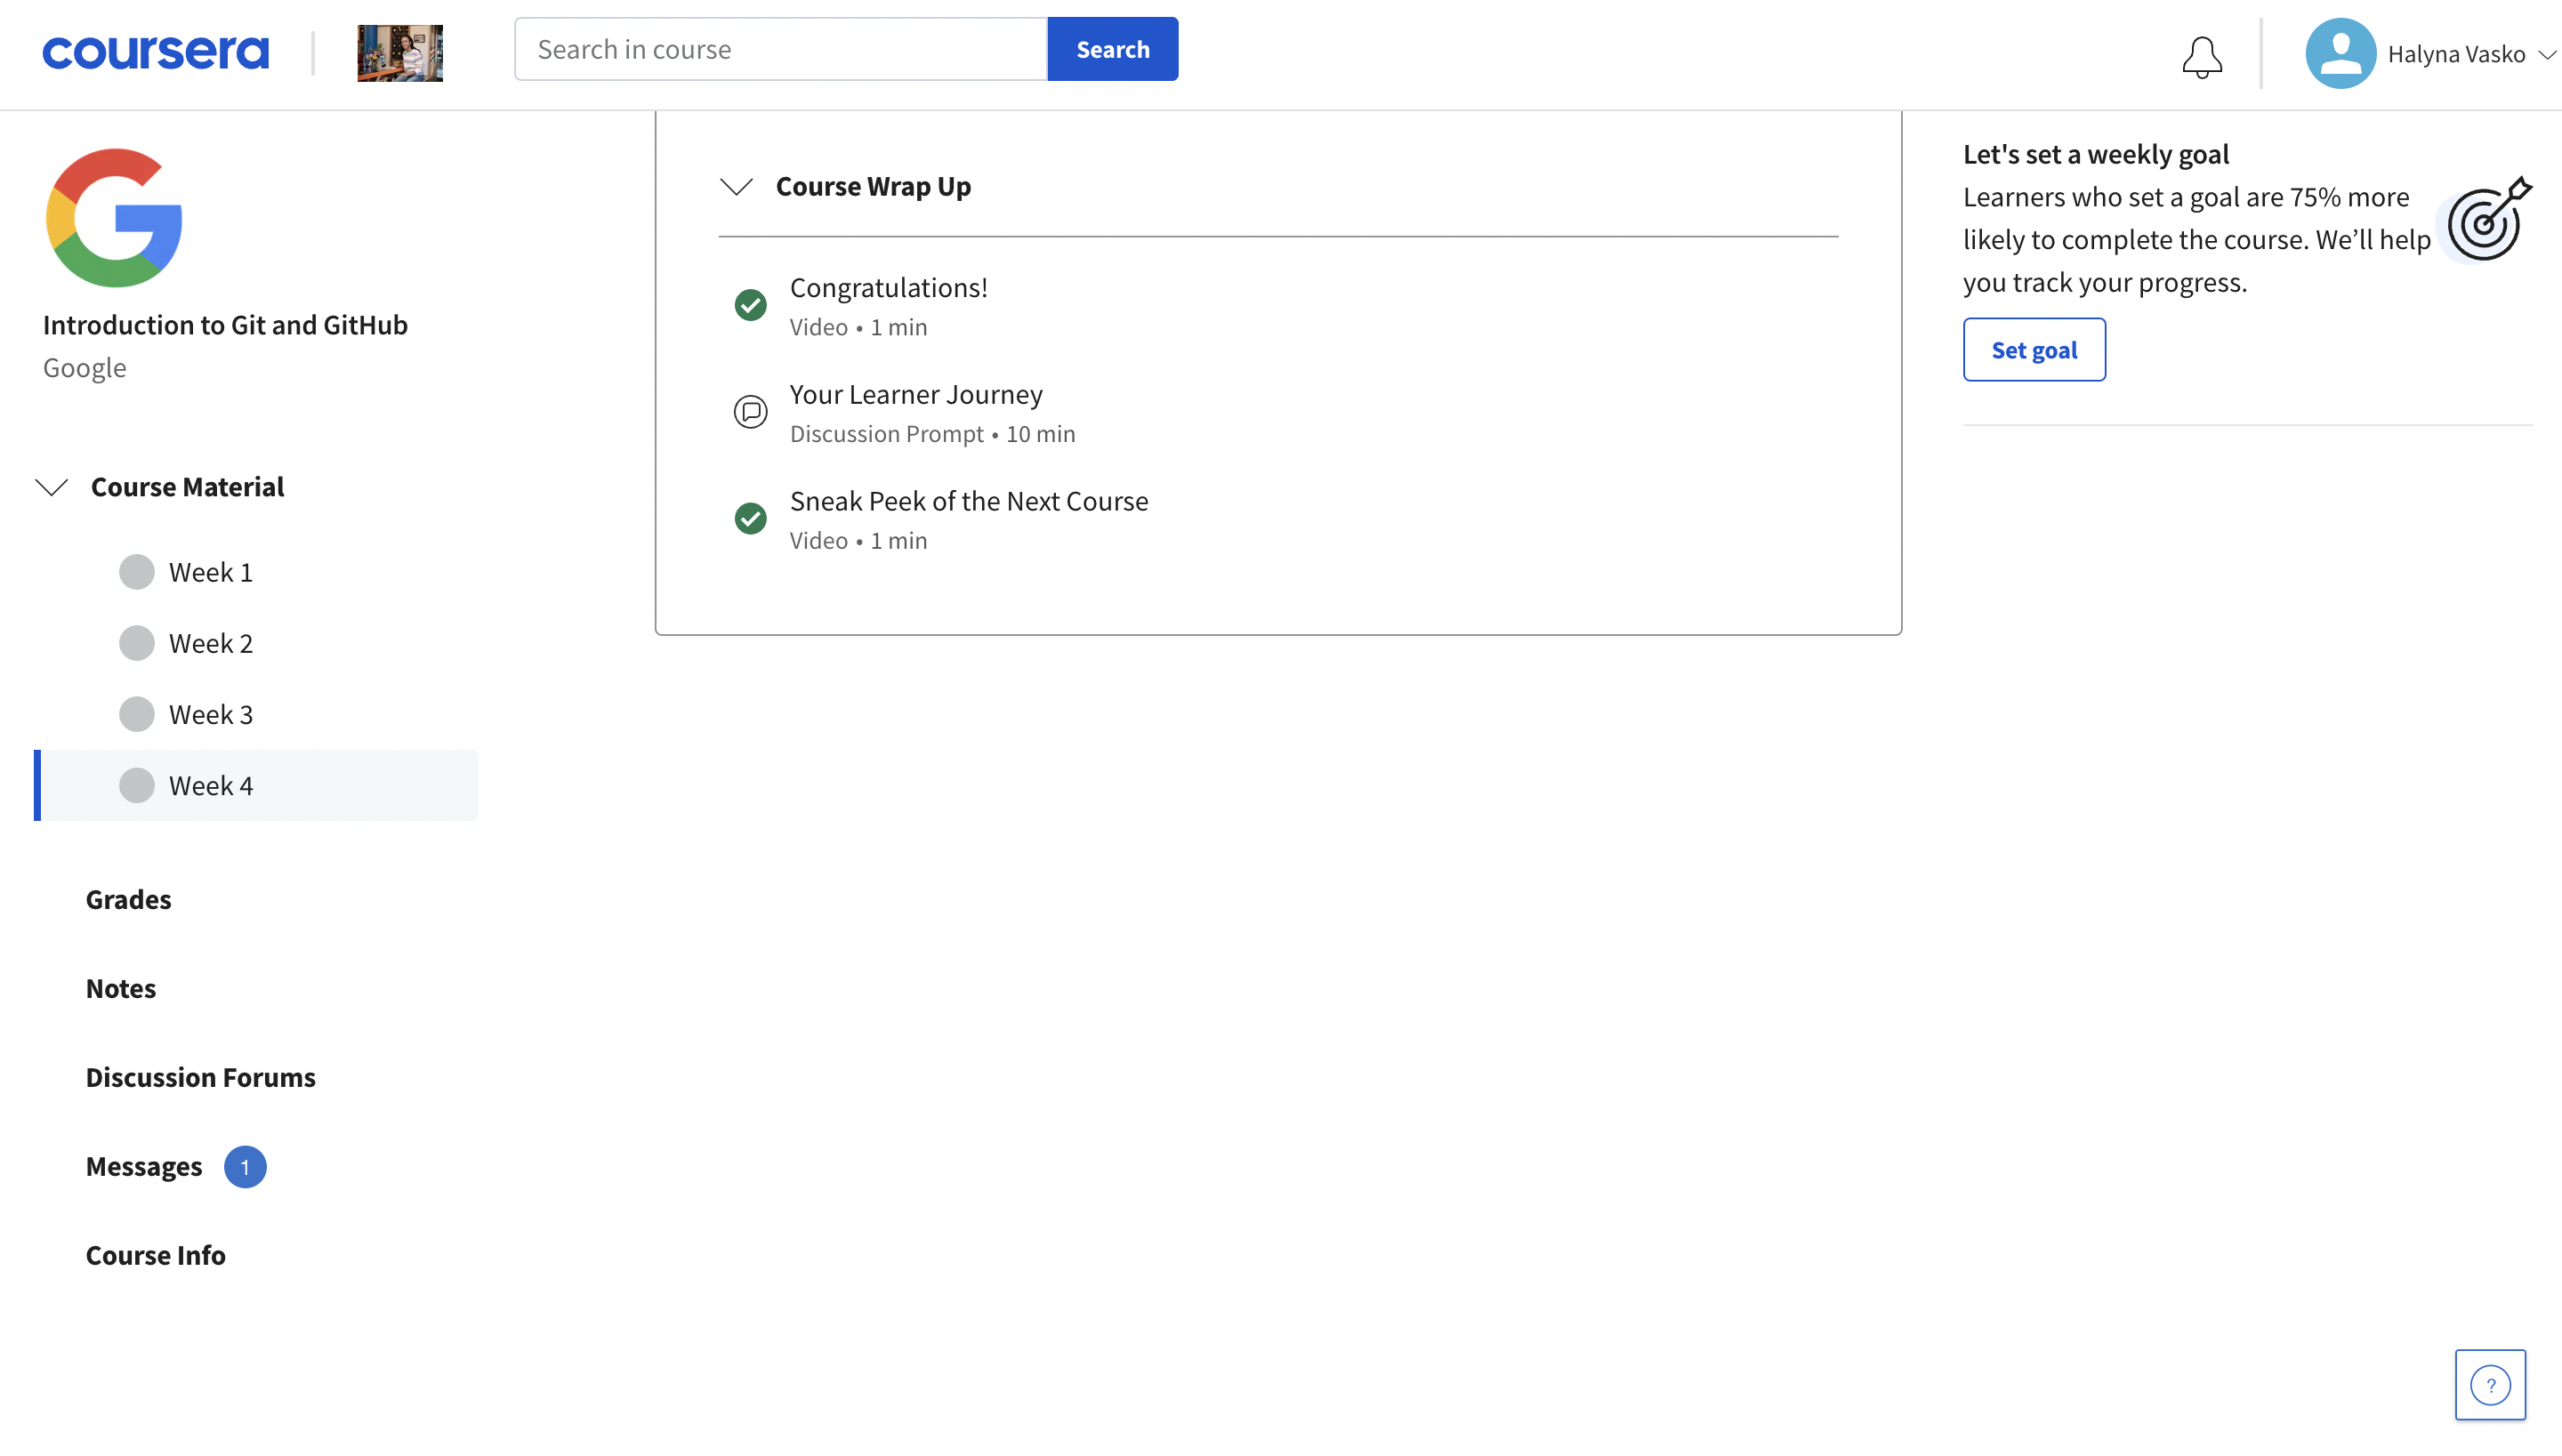 coursera
Search in course
Search
Halyna Vasko
Introduction to Git and GitHub
Google
Course Material
Week 1
Week 2
Week 3
Week 4
Grades
Notes
Discussion Forums
Messages 1
Course Info
Course Wrap Up
Congratulations!
Video • 1 min
Your Learner Journey
Discussion Prompt • 10 min
Sneak Peek of the Next Course
Video • 1 min
Let's set a weekly goal
Learners who set a goal are 75% more
likely to complete the course. We’ll help
you track your progress.
Set goal
?